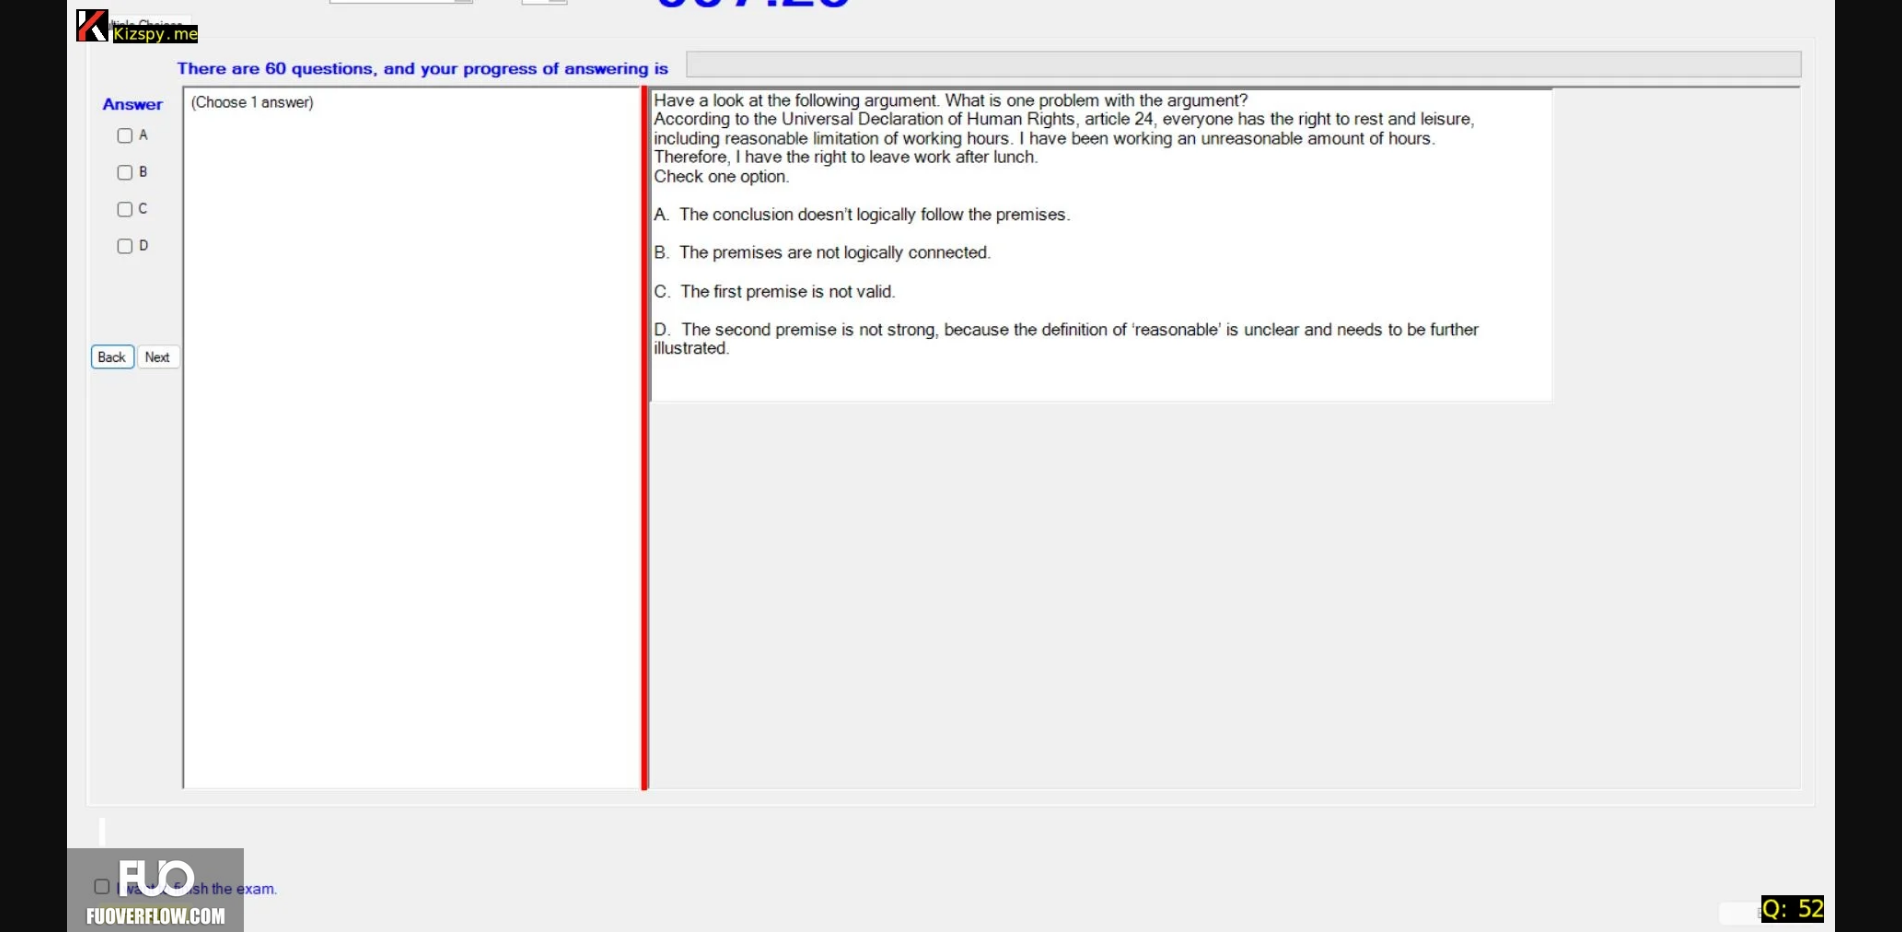 Kizspy.me
There are 60 questions, and your progress of answering is
Answer
(Choose 1 answer)
A
B
C
D
Back
Next
Have a look at the following argument. What is one problem with the argument?
According to the Universal Declaration of Human Rights, article 24, everyone has the right to rest and leisure,
including reasonable limitation of working hours. I have been working an unreasonable amount of hours.
Therefore, I have the right to leave work after lunch.
Check one option.
A. The conclusion doesn't logically follow the premises.
B. The premises are not logically connected.
C. The first premise is not valid.
D. The second premise is not strong, because the definition of 'reasonable' is unclear and needs to be further
illustrated.
the exam.
FUO
FUOVERFLOW.COM
Q: 52